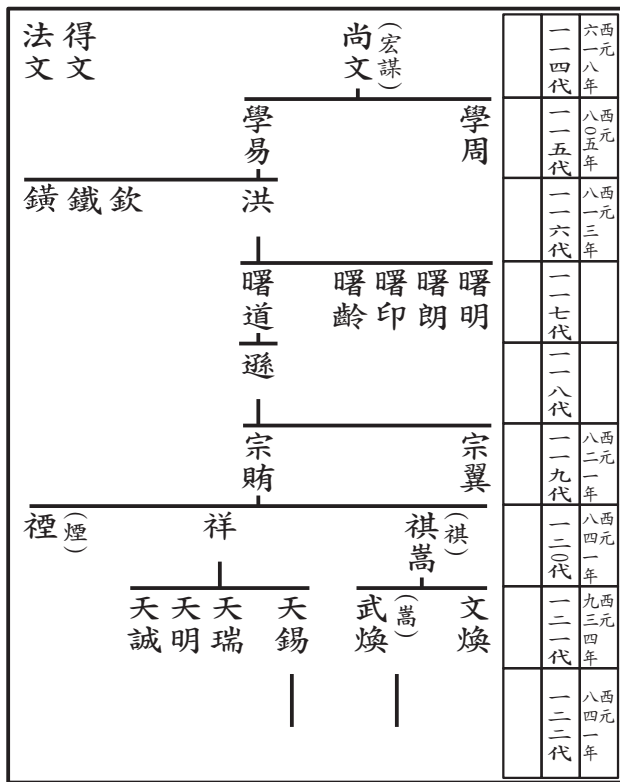 西元六一八年
一一四代
尚文
(宏謀)
得文
法文
西元八〇五年
一一五代
學周
學易
西元八一三年
一一六代
洪
欽
鐵
鐄
一一七代
曙明
曙朗
曙印
曙齡
曙道
一一八代
遜
西元八二一年
一一九代
宗翼
宗賄
西元八四一年
一二〇代
祺嵩
(祺)
祥
禋
(煙)
西元九三四年
一二一代
文煥
武煥
(嵩)
天錫
天瑞
天明
天誠
西元八四一年
一二二代